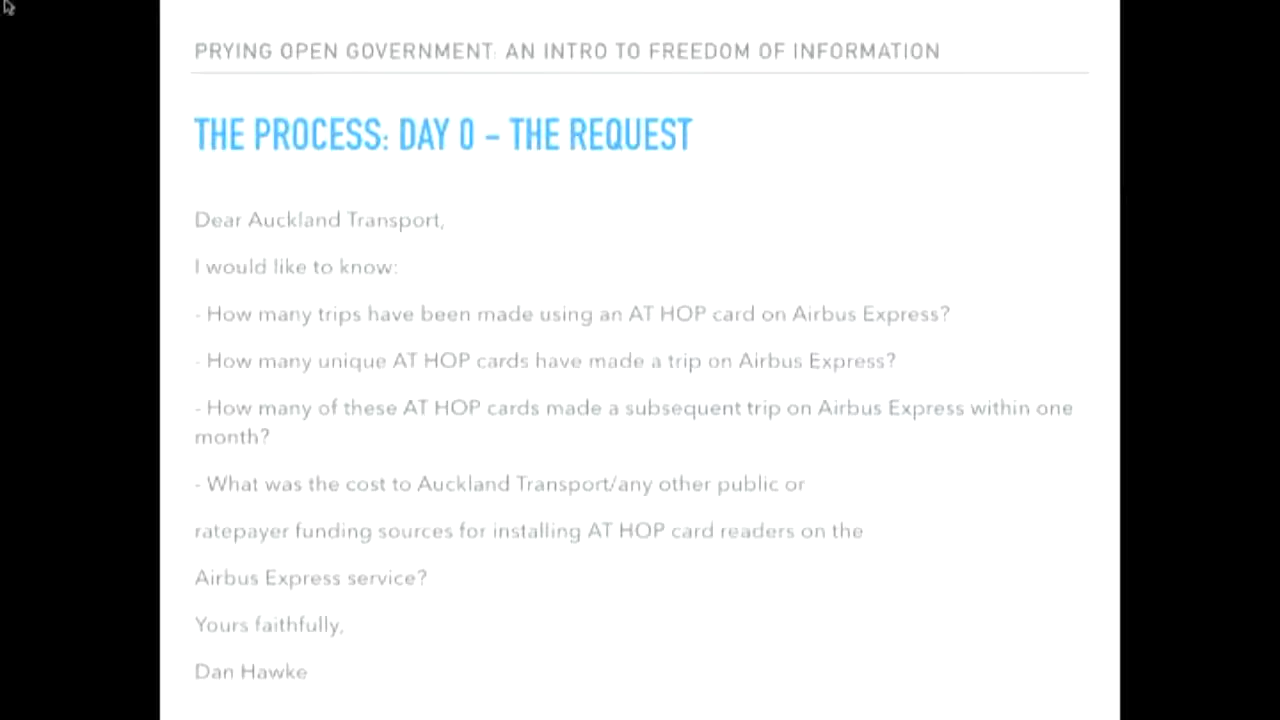 PRYING OPEN GOVERNMENT: AN INTRO TO FREEDOM OF INFORMATION
THE PROCESS: DAY 0 – THE REQUEST
Dear Auckland Transport,
I would like to know:
- How many trips have been made using an AT HOP card on Airbus Express?
- How many unique AT HOP cards have made a trip on Airbus Express?
- How many of these AT HOP cards made a subsequent trip on Airbus Express within one
month?
- What was the cost to Auckland Transport/any other public or
ratepayer funding sources for installing AT HOP card readers on the
Airbus Express service?
Yours faithfully,
Dan Hawke